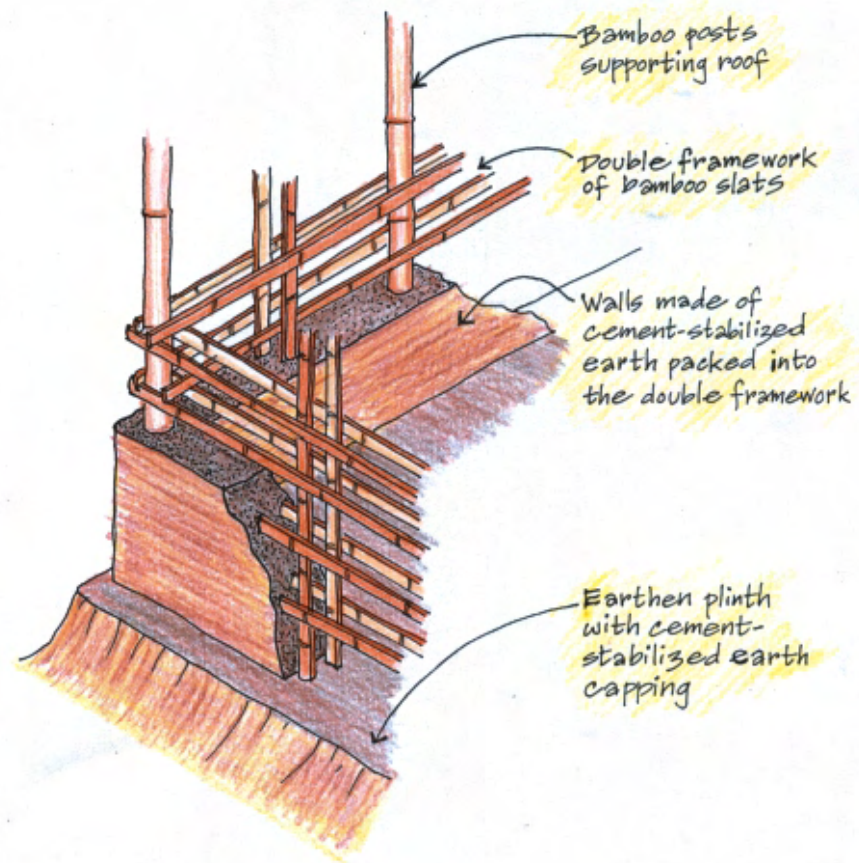 Bamboo posts
supporting roof
Double framework
of bamboo slats
Walls made of
cement-stabilized
earth packed into
the double framework
Earthen plinth
with cement-
stabilized earth
capping